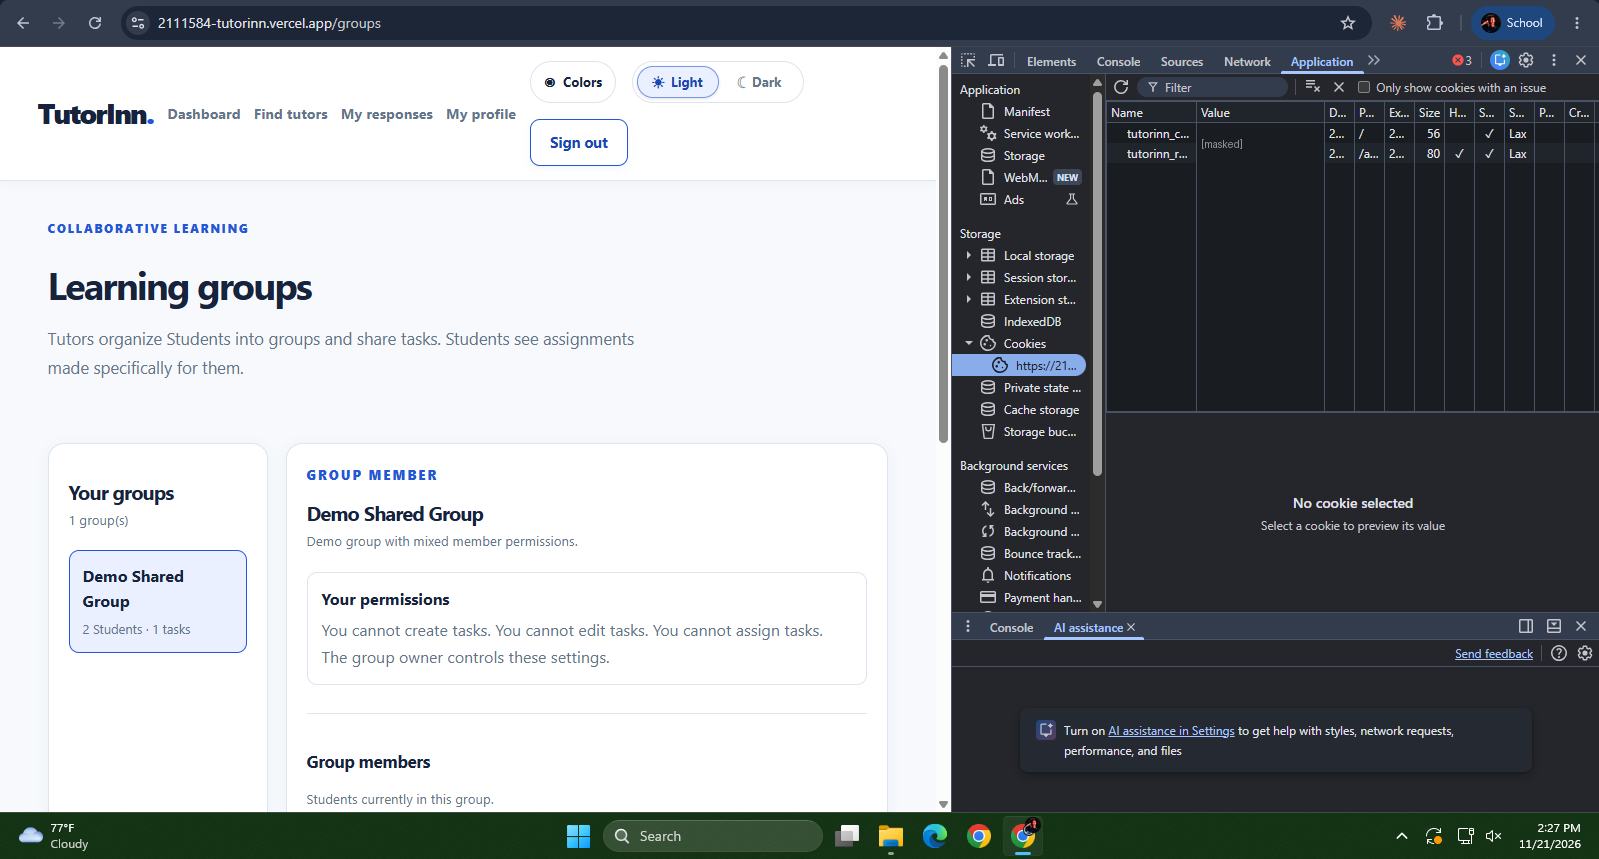 2111584-tutorinn.vercel.app/groups
School
TutorInn.
Dashboard
Find tutors
My responses
My profile
Colors
Light
Dark
Sign out
COLLABORATIVE LEARNING
Learning groups
Tutors organize Students into groups and share tasks. Students see assignments
made specifically for them.
Your groups
1 group(s)
Demo Shared
Group
2 Students · 1 tasks
GROUP MEMBER
Demo Shared Group
Demo group with mixed member permissions.
Your permissions
You cannot create tasks. You cannot edit tasks. You cannot assign tasks.
The group owner controls these settings.
Group members
Students currently in this group.
Elements
Console
Sources
Network
Application
3
Application
Manifest
Service work...
Storage
WebM... NEW
Ads
Storage
Local storage
Session stor...
Extension st...
IndexedDB
Cookies
https://21...
Private state ...
Cache storage
Storage buc...
Background services
Back/forwar...
Background ...
Background ...
Bounce track...
Notifications
Payment han...
Filter
Only show cookies with an issue
Name Value D... P... Ex... Size H... S... S... P... Cr...
tutorinn_c... 2... / 2... 56 ✓ Lax
[masked]
tutorinn_r... 2... /a... 2... 80 ✓ ✓ Lax
No cookie selected
Select a cookie to preview its value
Console
AI assistance
Send feedback
Turn on AI assistance in Settings to get help with styles, network requests,
performance, and files
77°F
Cloudy
Search
2:27 PM
11/21/2026